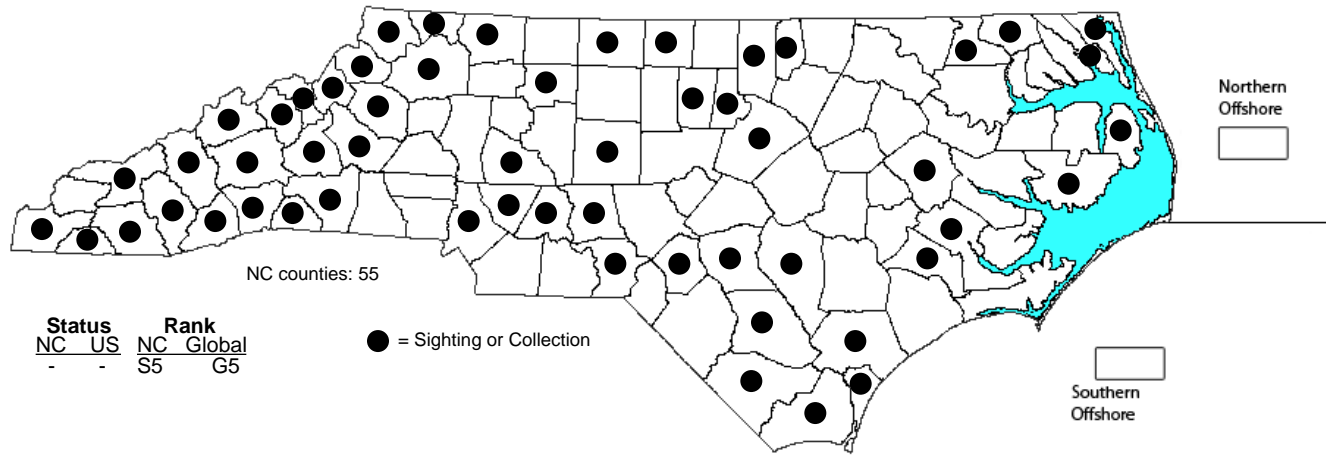 Northern
Offshore
NC counties: 55
Status Rank
NC US NC Global
- - S5 G5
= Sighting or Collection
Southern
Offshore